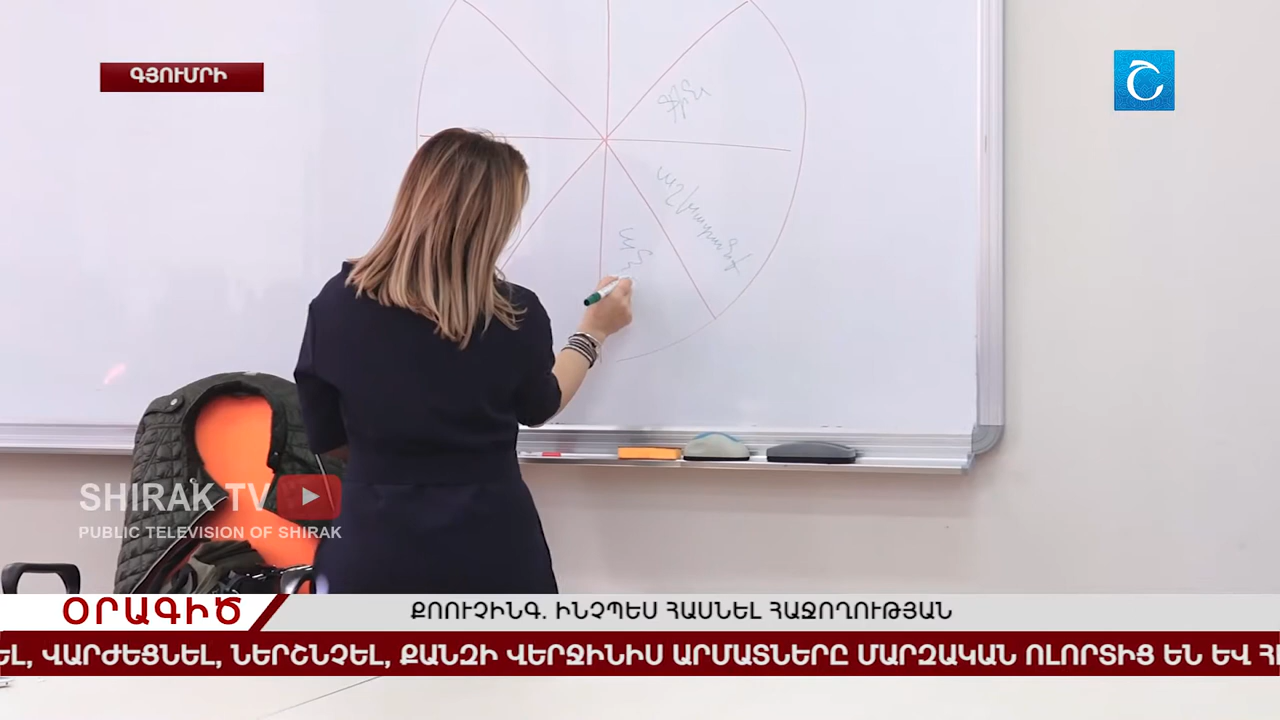 ԳՅՈՒՄՐԻ
SHIRAK TV
PUBLIC TELEVISION OF SHIRAK
ՕՐԱԳԻԾ
ՔՈՈՒՉԻՆԳ. ԻՆՉՊԵՍ ՀԱՍՆԵԼ ՀԱՋՈՂՈՒԹՅԱՆ
ԵԼ, ՎԱՐԺԵՑՆԵԼ, ՆԵՐՇՆՉԵԼ, ՔԱՆԶԻ ՎԵՐՋԻՆԻՍ ԱՐՄԱՏՆԵՐԸ ՄԱՐԶԱԿԱՆ ՈԼՈՐՏԻՑ ԵՆ ԵՎ